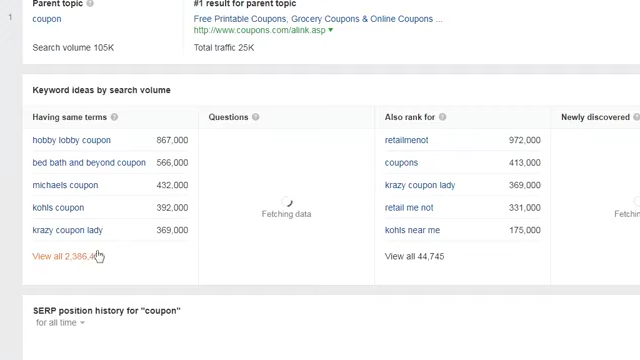 Parent topic
#1 result for parent topic
1
coupon
Free Printable Coupons, Grocery Coupons & Online Coupons ...
http://www.coupons.com/alink.asp
Search volume 105K
Total traffic 25K
Keyword ideas by search volume
Having same terms
Questions
Also rank for
Newly discovered
hobby lobby coupon 867,000
retailmenot 972,000
bed bath and beyond coupon 566,000
coupons 413,000
michaels coupon 432,000
krazy coupon lady 369,000
kohls coupon 392,000
Fetching data
retail me not 331,000
krazy coupon lady 369,000
kohls near me 175,000
View all 2,386,4
View all 44,745
SERP position history for "coupon"
for all time